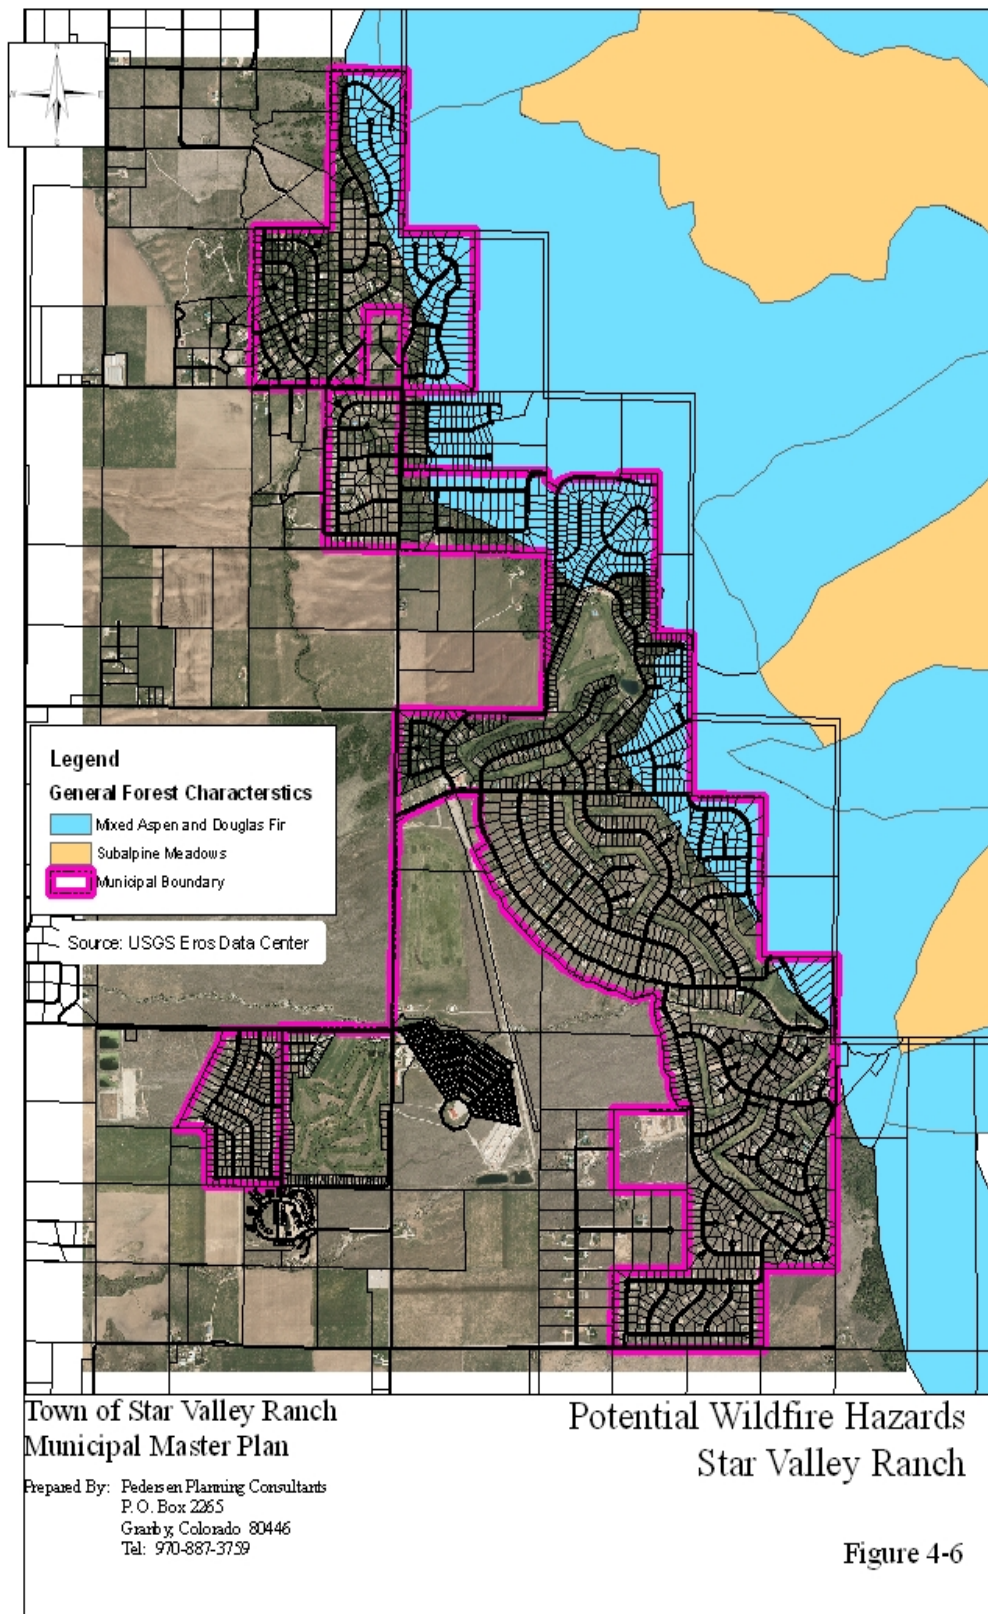 N
E
S
Legend
General Forest Characterstics
Mixed Aspen and Douglas Fir
Subalpine Meadows
Municipal Boundary
Source: USGS Eros Data Center
Town of Star Valley Ranch
Municipal Master Plan
Prepared By: Pedersen Planning Consultants
P. O. Box 2265
Granby, Colorado 80446
Tel: 970-887-3759
Potential Wildfire Hazards
Star Valley Ranch
Figure 4-6